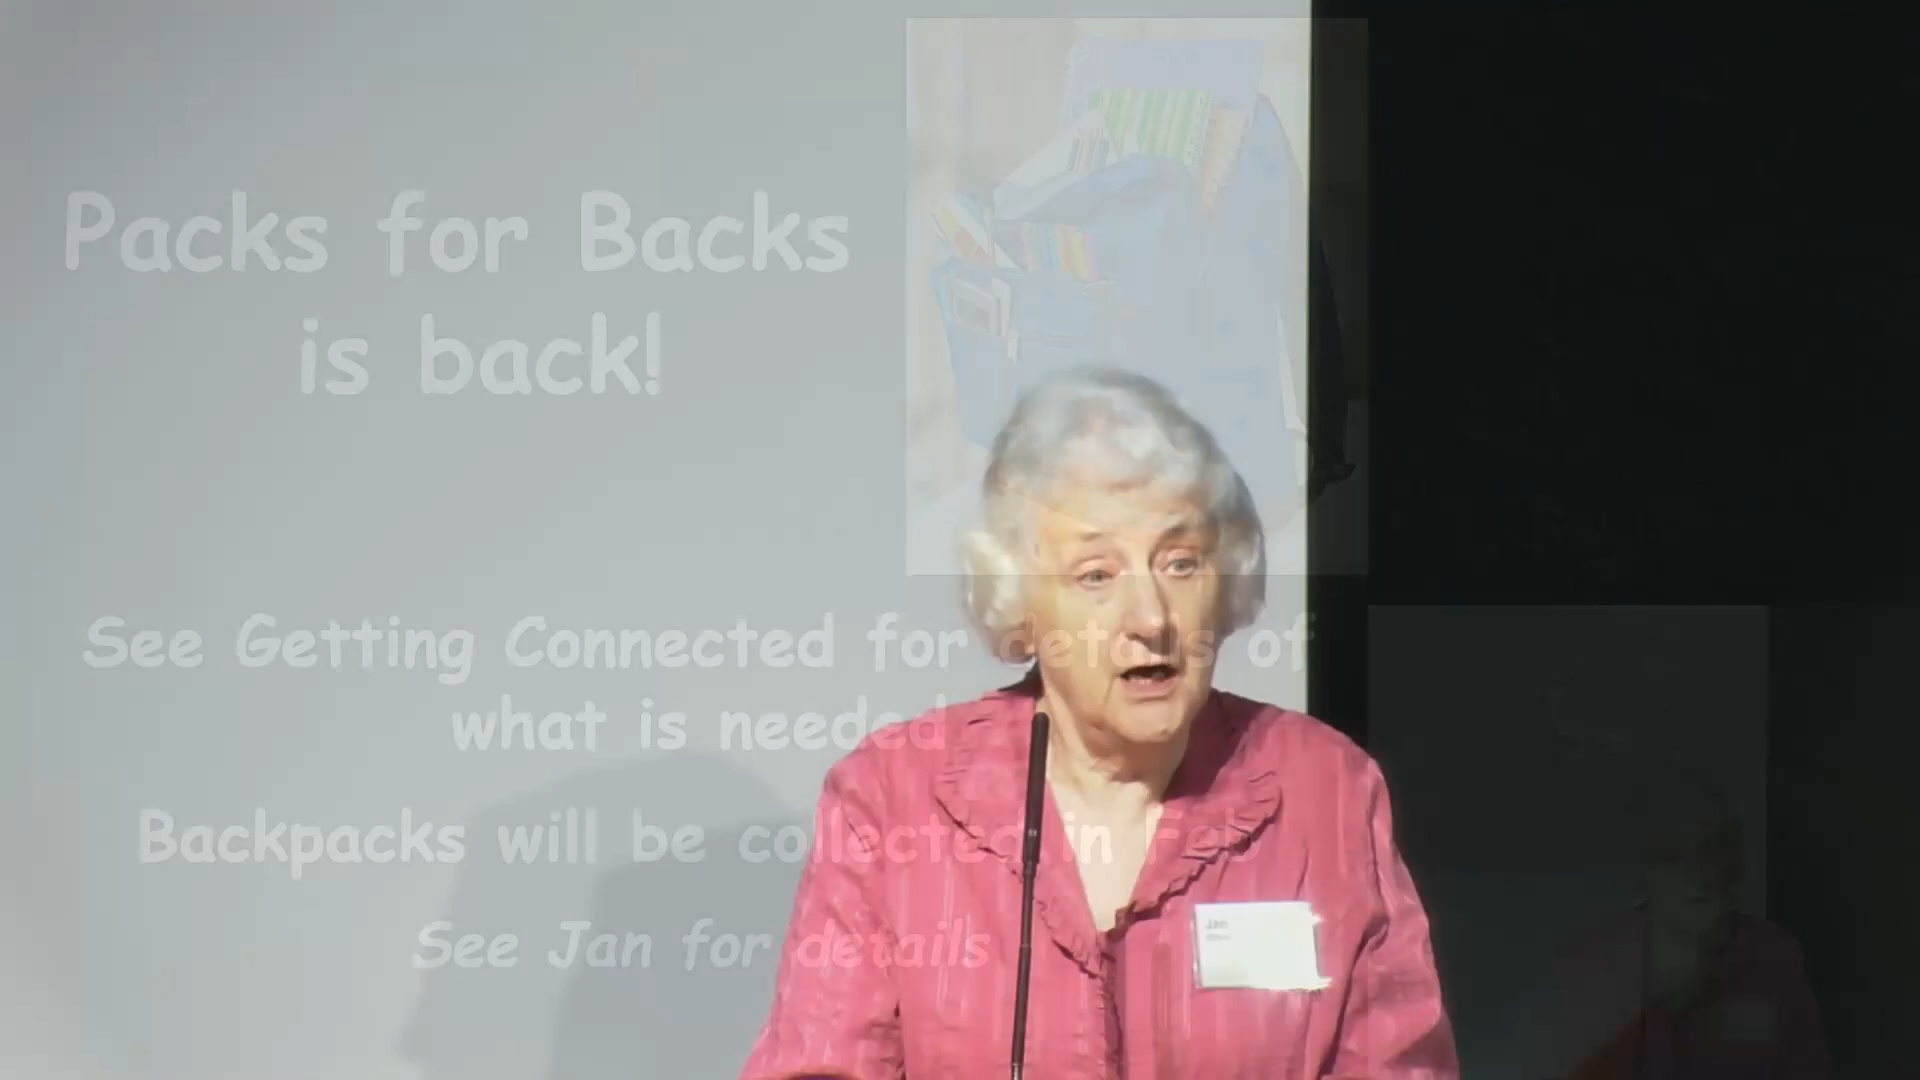 Packs for Backs
is back!
See Getting Connected for details of
what is needed
Backpacks will be collected in Feb
See Jan for details
Jan